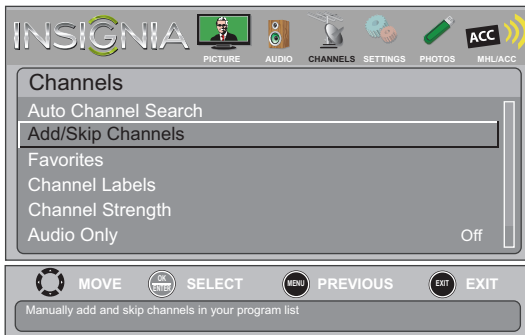 INSIGNIA
PICTURE AUDIO CHANNELS SETTINGS PHOTOS MHL/ACC
ACC
Channels
Auto Channel Search
Add/Skip Channels
Favorites
Channel Labels
Channel Strength
Audio Only Off
MOVE OK ENTER SELECT MENU PREVIOUS EXIT EXIT
Manually add and skip channels in your program list